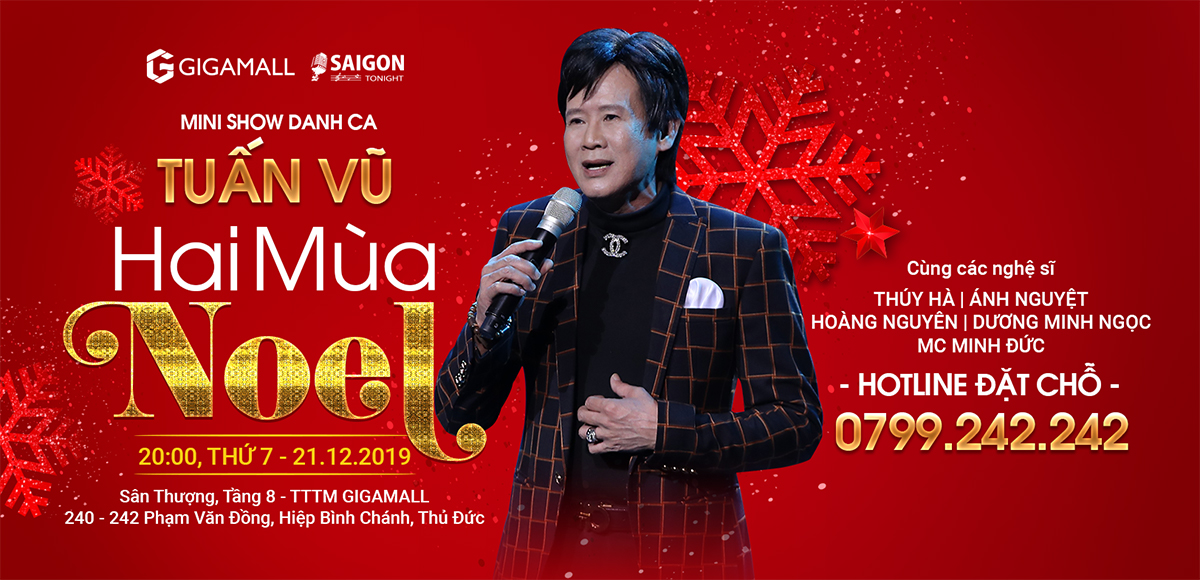 GIGAMALL
SAIGON
TONIGHT
MINI SHOW DANH CA
TUẤN VŨ
Hai Mùa
Noel
20:00, THỨ 7 - 21.12.2019
Sân Thượng, Tầng 8 - TTTM GIGAMALL
240 - 242 Phạm Văn Đồng, Hiệp Bình Chánh, Thủ Đức
Cùng các nghệ sĩ
THÚY HÀ | ÁNH NGUYỆT
HOÀNG NGUYÊN | DƯƠNG MINH NGỌC
MC MINH ĐỨC
- HOTLINE ĐẶT CHỖ -
0799.242.242